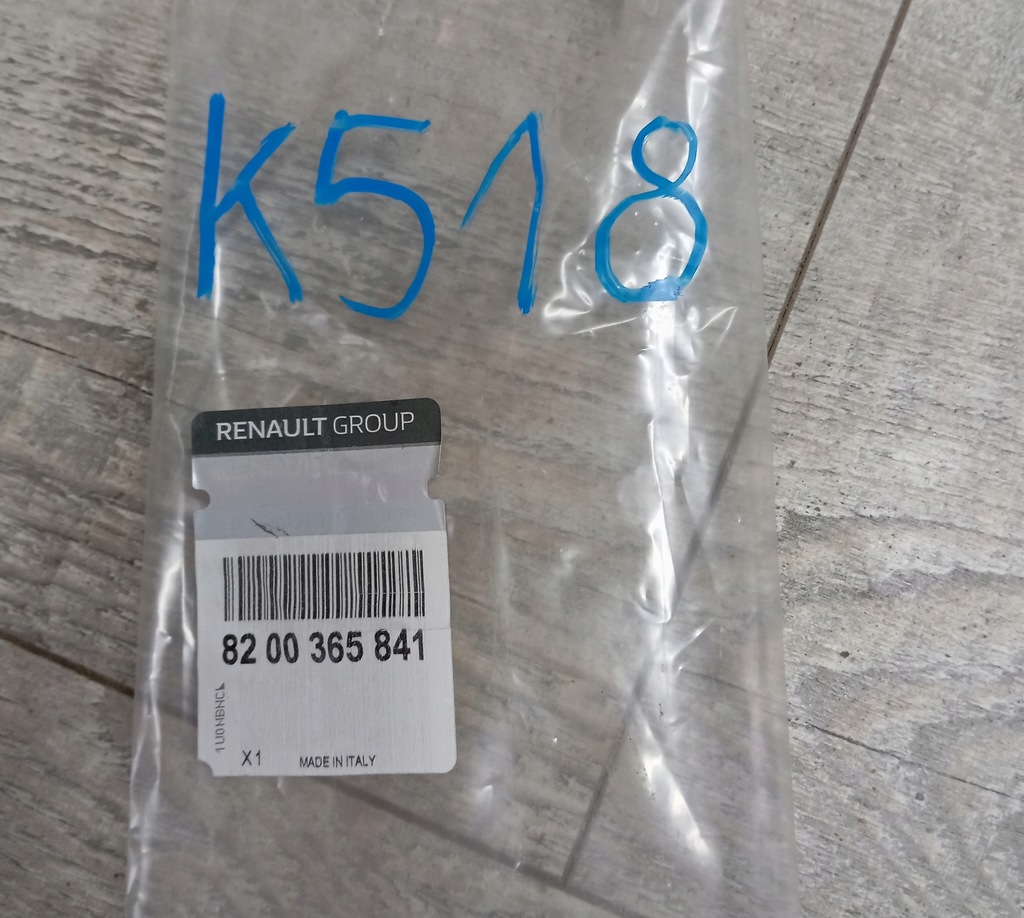 K518
RENAULT GROUP
82 00 365 841
X1
MADE IN ITALY